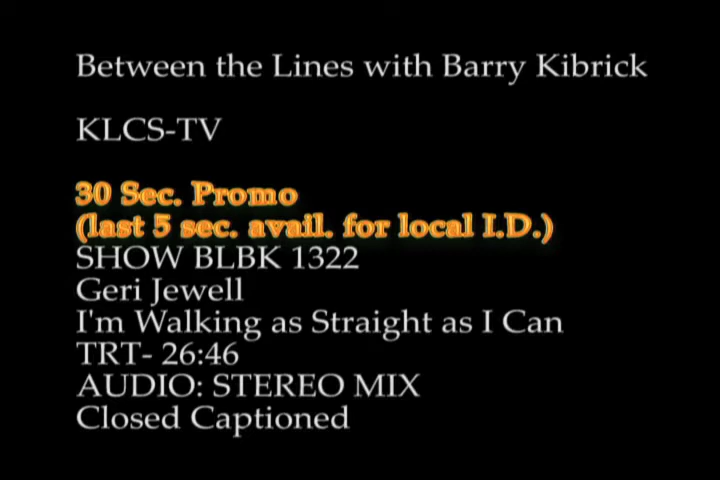 Between the Lines with Barry Kibrick
KLCS-TV
30 Sec. Promo
(last 5 sec. avail. for local I.D.)
SHOW BLBK 1322
Geri Jewell
I'm Walking as Straight as I Can
TRT- 26:46
AUDIO: STEREO MIX
Closed Captioned